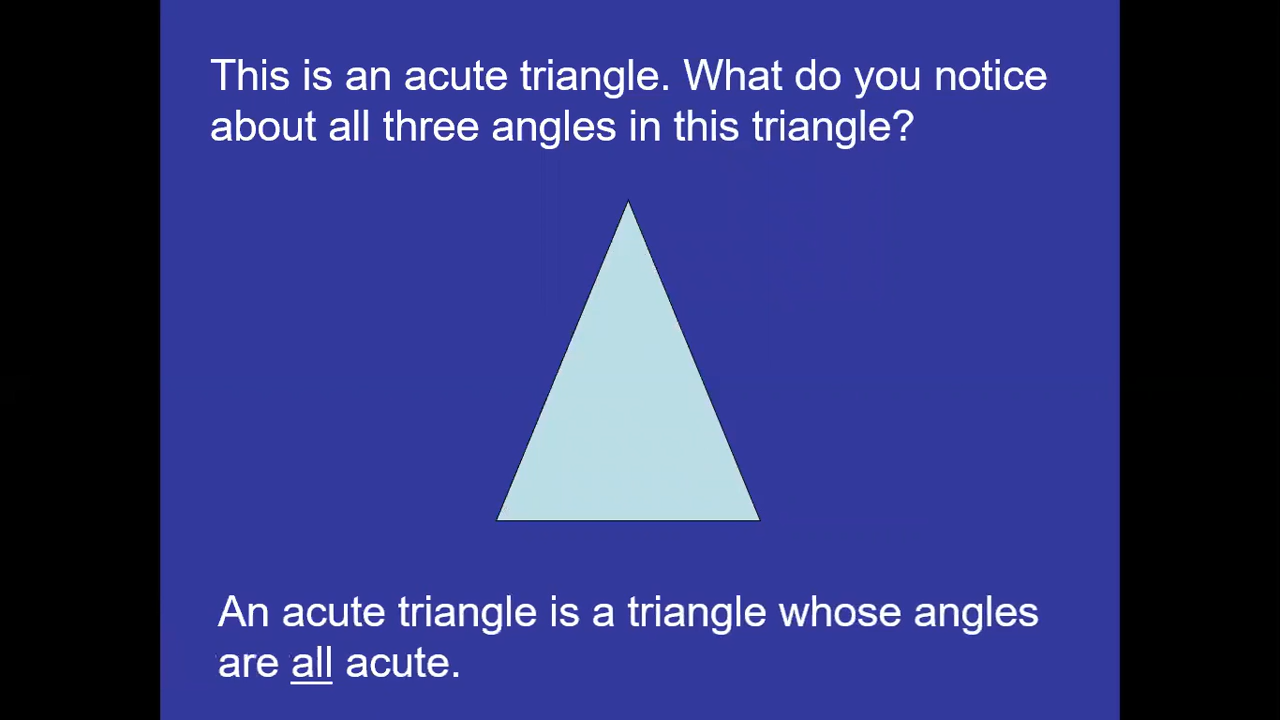 This is an acute triangle. What do you notice
about all three angles in this triangle?
An acute triangle is a triangle whose angles
are all acute.